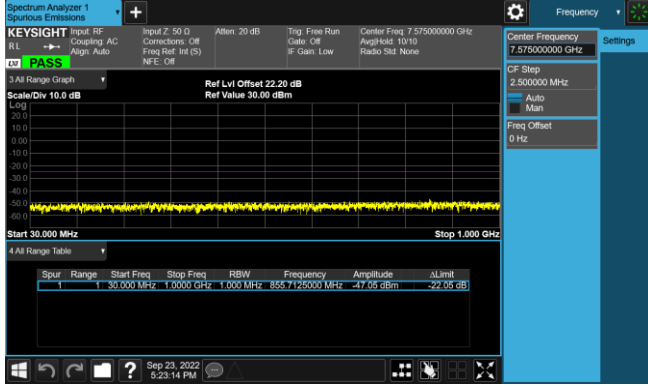 Spectrum Analyzer 1
Spurious Emissions
Frequency
KEYSIGHT Input: RF Input Z: 50 Ω Atten: 20 dB Trig: Free Run Center Freq: 7.575000000 GHz
RL Coupling: AC Corrections: Off Gate: Off Avg|Hold: 10/10
Align: Auto Freq Ref: Int (S) IF Gain: Low Radio Std: None
NFE: Off
LXI PASS
3 All Range Graph
Ref Lvl Offset 22.20 dB
Scale/Div 10.0 dB Ref Value 30.00 dBm
Log
20.0
10.0
0.00
-10.0
-20.0
-30.0
-40.0
-50.0
-60.0
Start 30.000 MHz Stop 1.000 GHz
4 All Range Table
Spur Range Start Freq Stop Freq RBW Frequency Amplitude ΔLimit
1 1 30.000 MHz 1.0000 GHz 1.000 MHz 855.7125000 MHz -47.05 dBm -22.05 dB
Sep 23, 2022
5:23:14 PM
Center Frequency
7.575000000 GHz
Settings
CF Step
2.500000 MHz
Auto
Man
Freq Offset
0 Hz